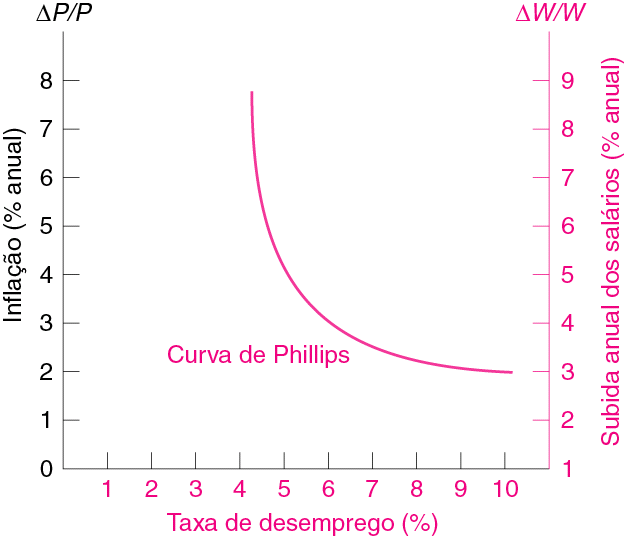 ΔP/P
ΔW/W
Inflação (% anual)
8
7
6
5
4
3
2
1
0
Curva de Phillips
9
8
7
6
5
4
3
2
1
Subida anual dos salários (% anual)
1 2 3 4 5 6 7 8 9 10
Taxa de desemprego (%)